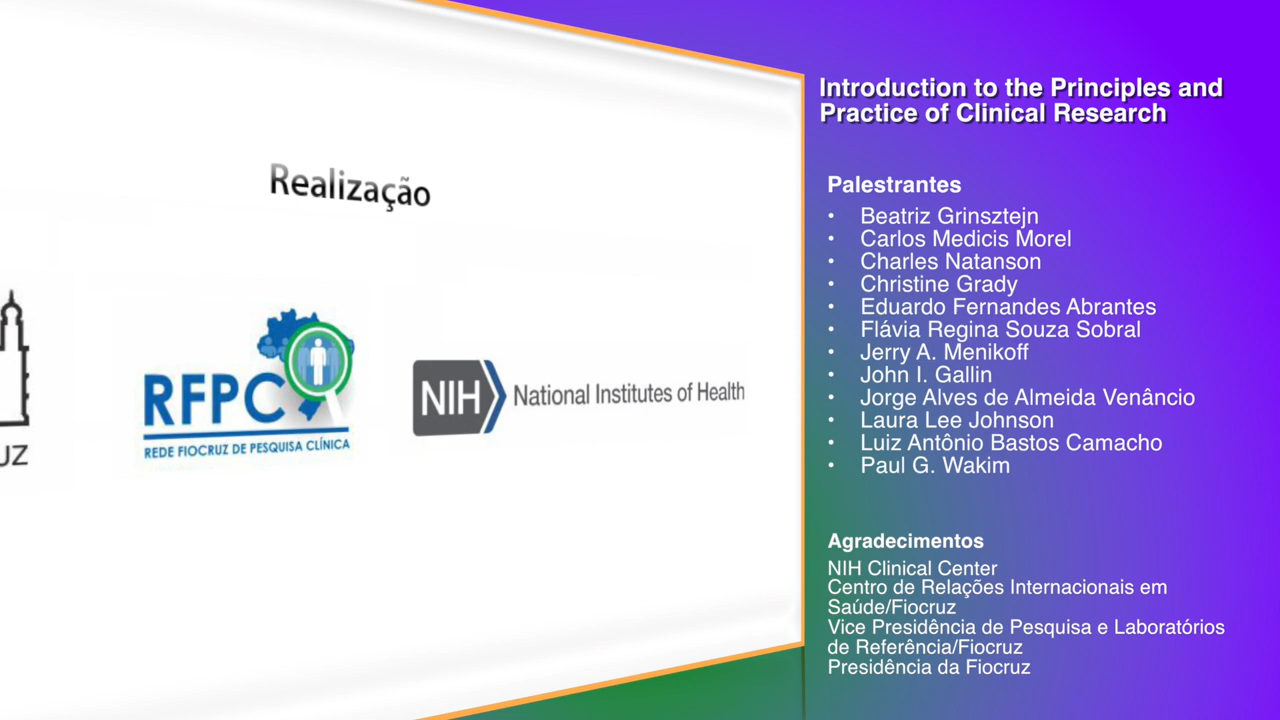 Realização
UZ
RFPC
REDE FIOCRUZ DE PESQUISA CLÍNICA
NIH
National Institutes of Health
Introduction to the Principles and
Practice of Clinical Research
Palestrantes
• Beatriz Grinsztejn
• Carlos Medicis Morel
• Charles Natanson
• Christine Grady
• Eduardo Fernandes Abrantes
• Flávia Regina Souza Sobral
• Jerry A. Menikoff
• John I. Gallin
• Jorge Alves de Almeida Venâncio
• Laura Lee Johnson
• Luiz Antônio Bastos Camacho
• Paul G. Wakim
Agradecimentos
NIH Clinical Center
Centro de Relações Internacionais em
Saúde/Fiocruz
Vice Presidência de Pesquisa e Laboratórios
de Referência/Fiocruz
Presidência da Fiocruz